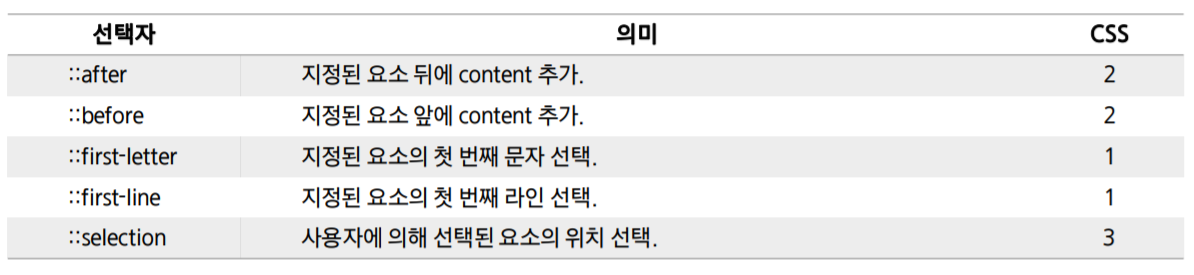 선택자 의미 CSS
::after 지정된 요소 뒤에 content 추가. 2
::before 지정된 요소 앞에 content 추가. 2
::first-letter 지정된 요소의 첫 번째 문자 선택. 1
::first-line 지정된 요소의 첫 번째 라인 선택. 1
::selection 사용자에 의해 선택된 요소의 위치 선택. 3